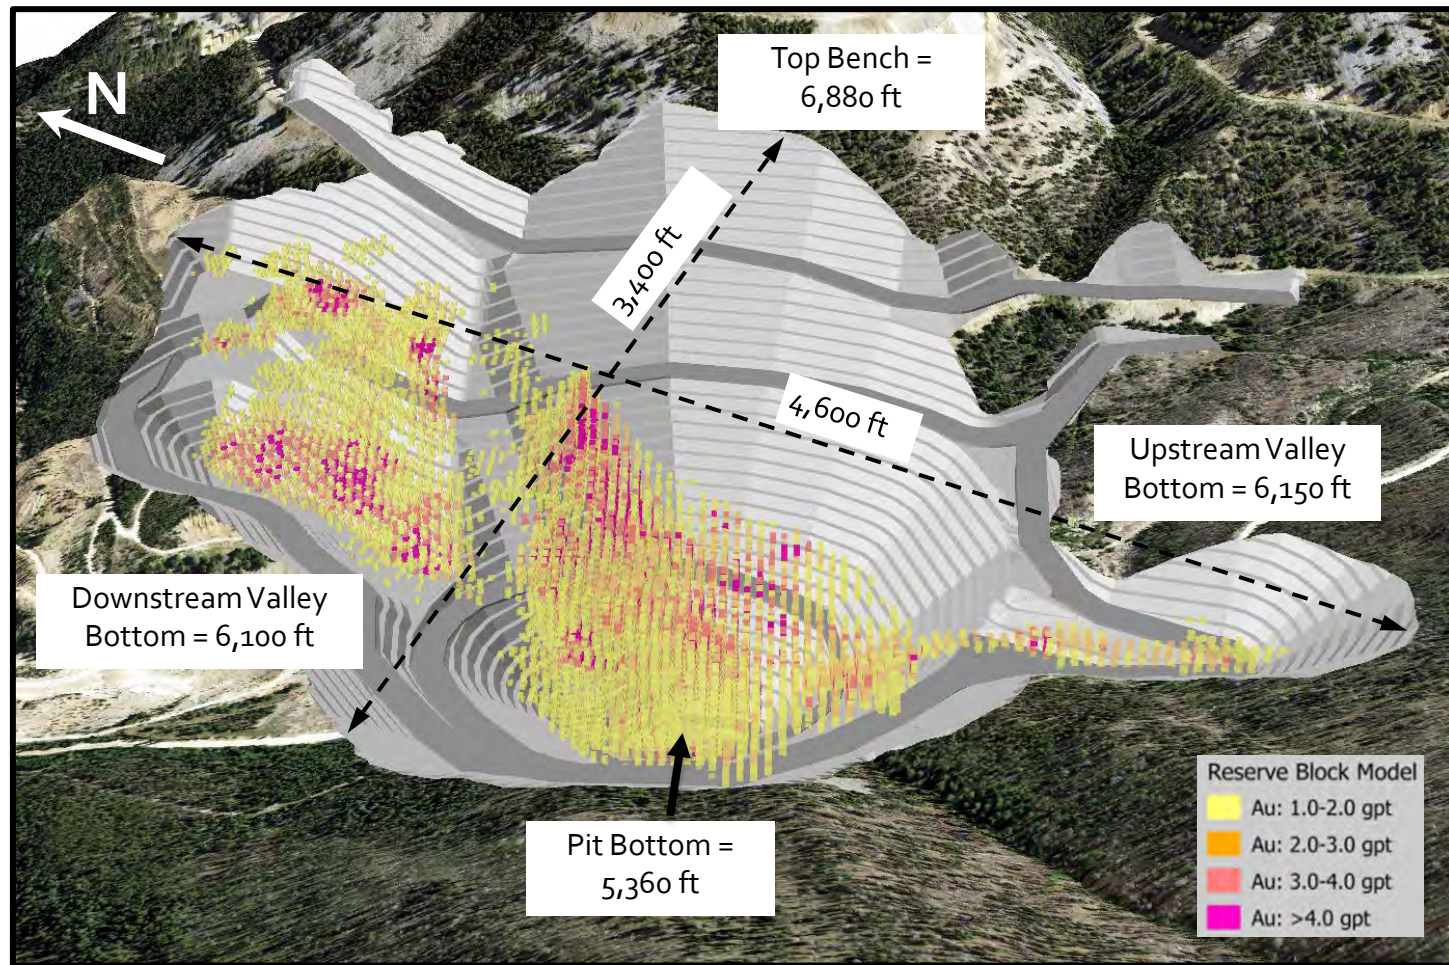 N
Top Bench =
6,880 ft
3,400 ft
4,600 ft
Upstream Valley
Bottom = 6,150 ft
Downstream Valley
Bottom = 6,100 ft
Pit Bottom =
5,360 ft
Reserve Block Model
Au: 1.0-2.0 gpt
Au: 2.0-3.0 gpt
Au: 3.0-4.0 gpt
Au: >4.0 gpt